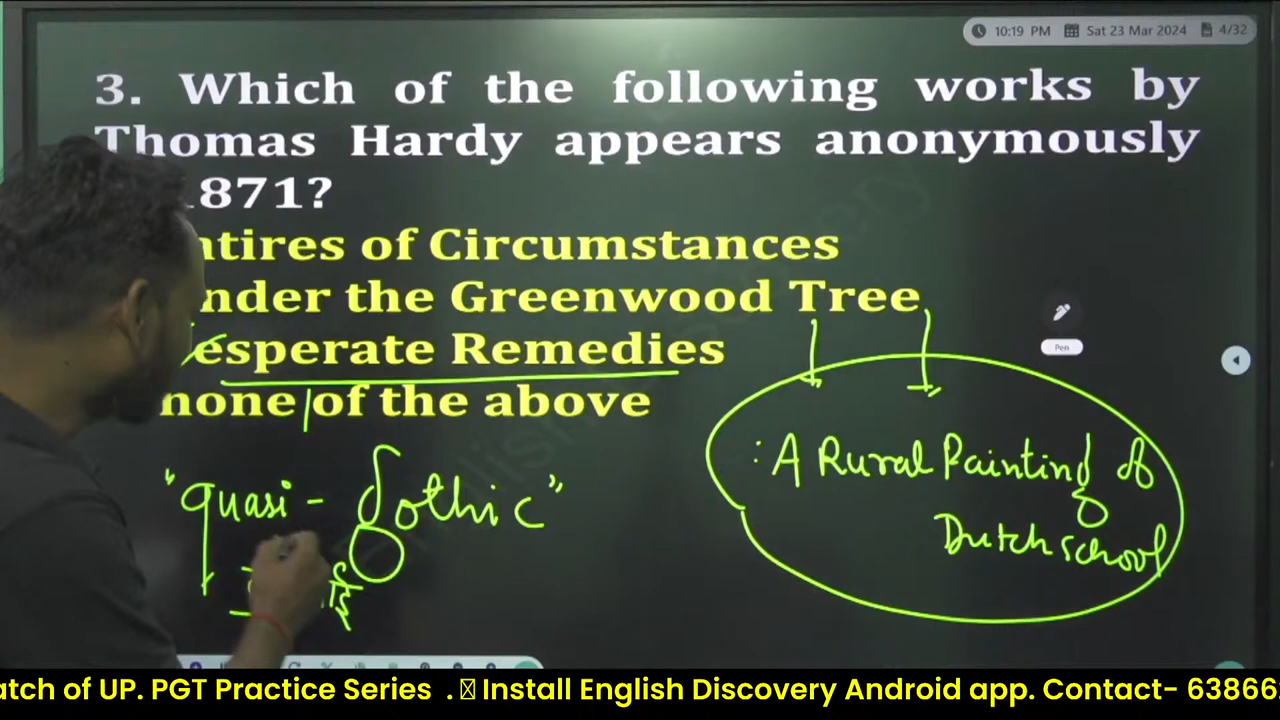 10:19 PM Sat 23 Mar 2024 4/32
3. Which of the following works by
Thomas Hardy appears anonymously
1871?
ntires of Circumstances
nder the Greenwood Tree
esperate Remedies
none of the above
Pen
: A Rural Painting of
Dutch school
"quasi - Gothic"
atch of UP. PGT Practice Series . Install English Discovery Android app. Contact- 63866